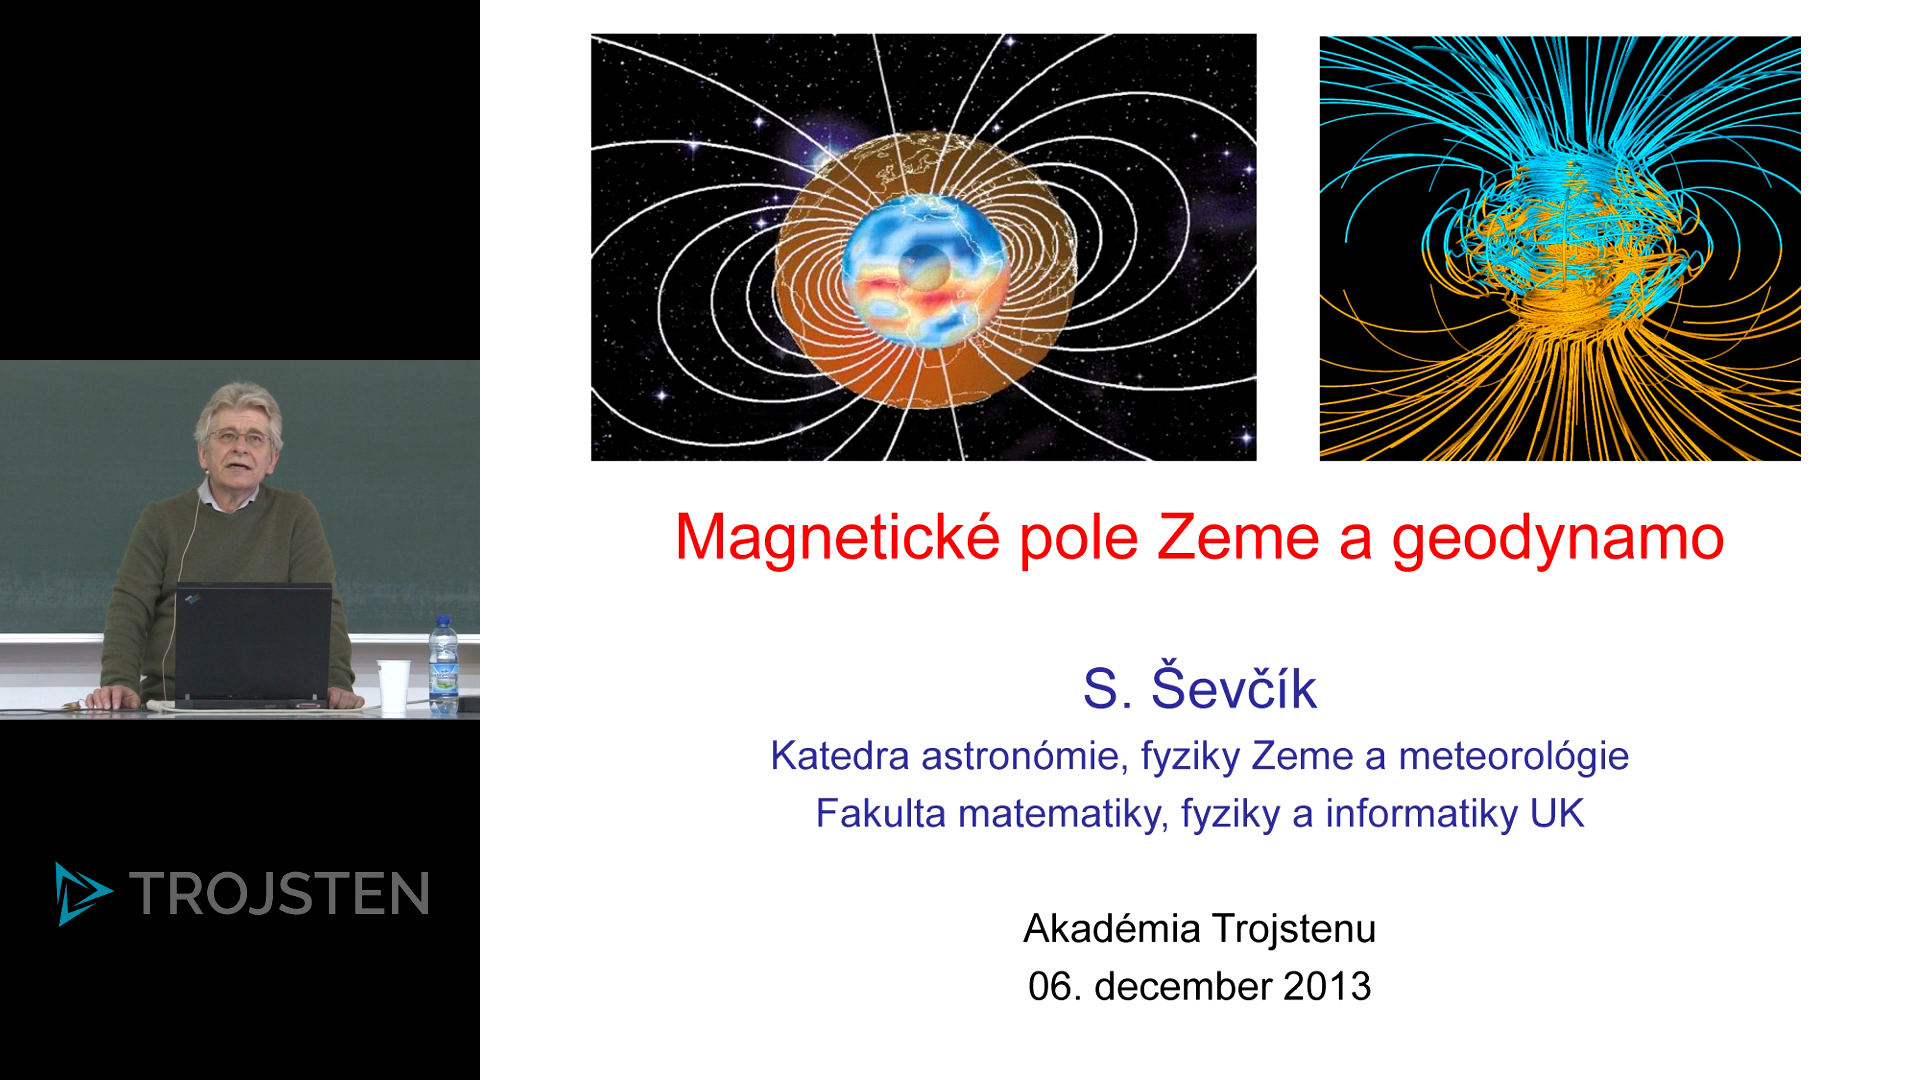 Magnetické pole Zeme a geodynamo
S. Ševčík
Katedra astronómie, fyziky Zeme a meteorológie
Fakulta matematiky, fyziky a informatiky UK
Akadémia Trojstenu
06. december 2013
TROJSTEN